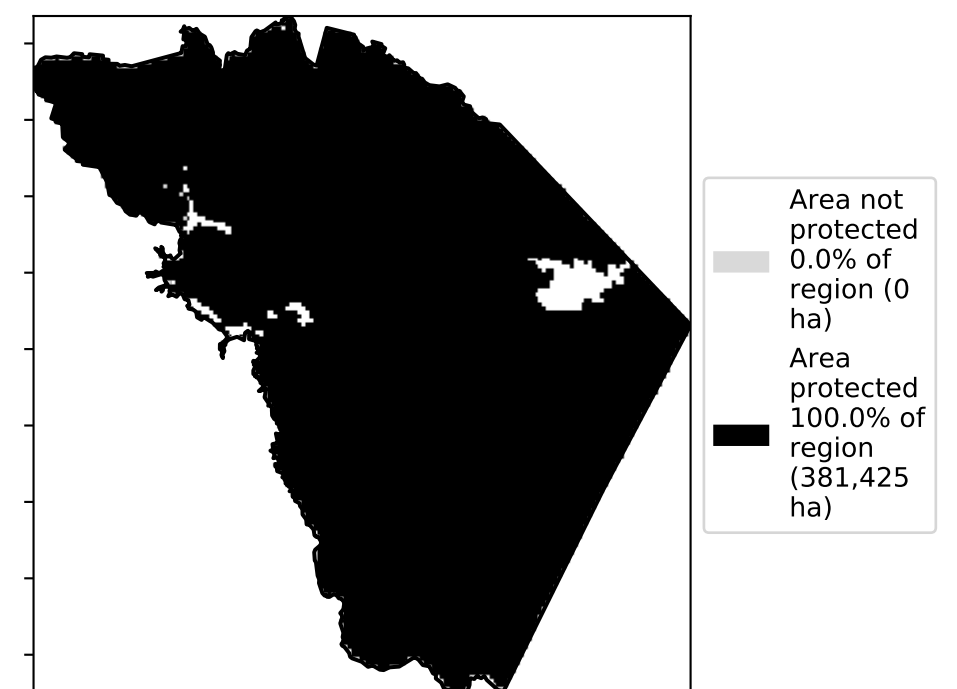 Area not
protected
0.0% of
region (0
ha)
Area
protected
100.0% of
region
(381,425
ha)